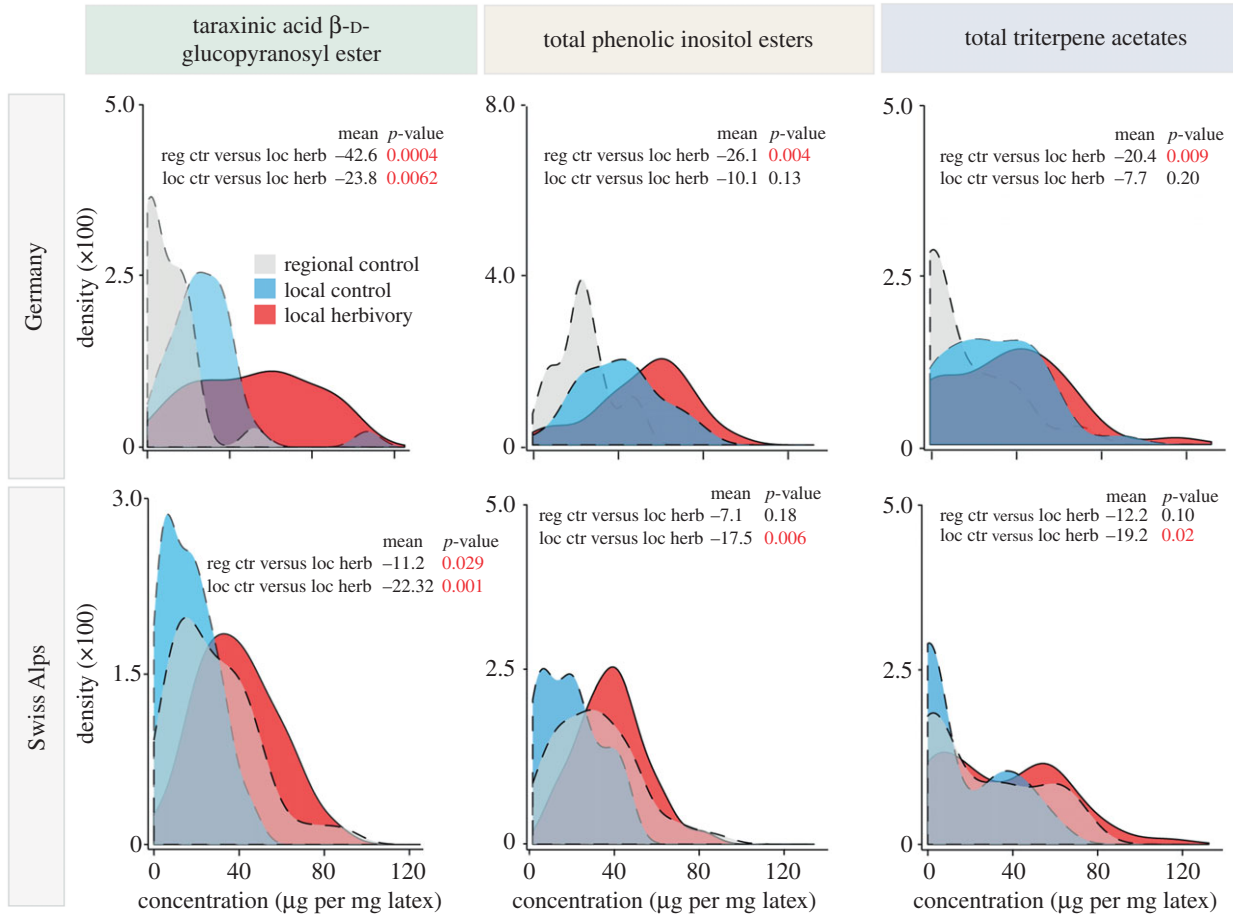 taraxinic acid β-D-
glucopyranosyl ester
total phenolic inositol esters
total triterpene acetates
Germany
density (×100)
5.0
2.5
0
mean p-value
reg ctr versus loc herb –42.6 0.0004
loc ctr versus loc herb –23.8 0.0062
regional control
local control
local herbivory
8.0
4.0
0
mean p-value
reg ctr versus loc herb –26.1 0.004
loc ctr versus loc herb –10.1 0.13
5.0
2.5
0
mean p-value
reg ctr versus loc herb –20.4 0.009
loc ctr versus loc herb –7.7 0.20
Swiss Alps
density (×100)
3.0
1.5
0
mean p-value
reg ctr versus loc herb –11.2 0.029
loc ctr versus loc herb –22.32 0.001
0 40 80 120
concentration (μg per mg latex)
5.0
2.5
0
mean p-value
reg ctr versus loc herb –7.1 0.18
loc ctr versus loc herb –17.5 0.006
0 40 80 120
concentration (μg per mg latex)
5.0
2.5
0
mean p-value
reg ctr versus loc herb –12.2 0.10
loc ctr versus loc herb –19.2 0.02
0 40 80 120
concentration (μg per mg latex)